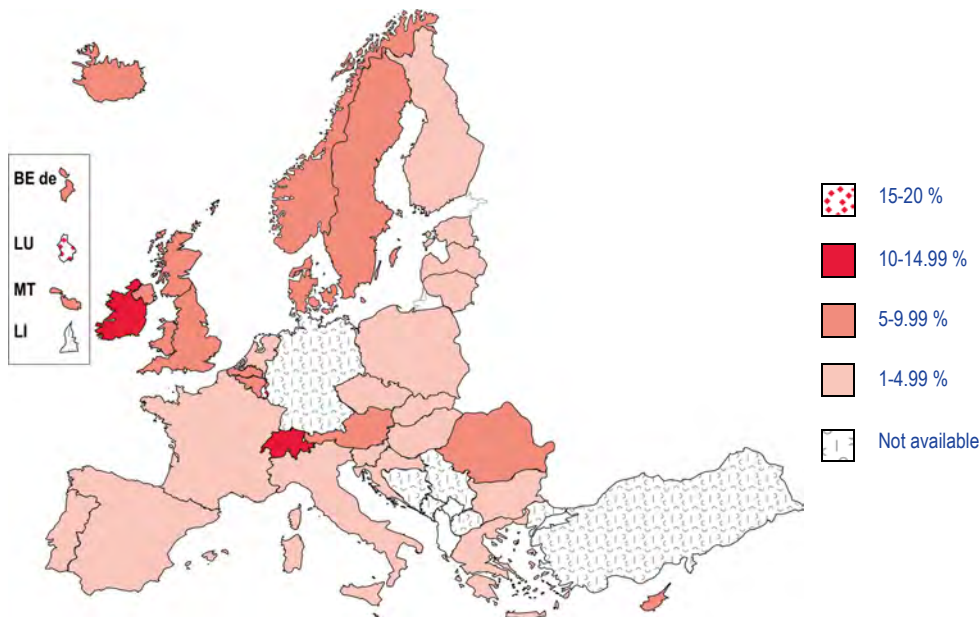 BE de
LU
MT
LI
15-20 %
10-14.99 %
5-9.99 %
1-4.99 %
Not available